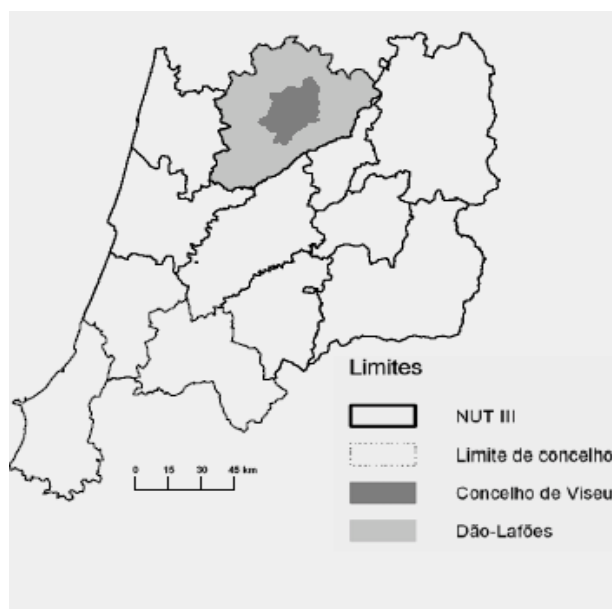 Limites
NUT III
Limite de concelho
Concelho de Viseu
Dão-Lafões
0 15 30 45 km